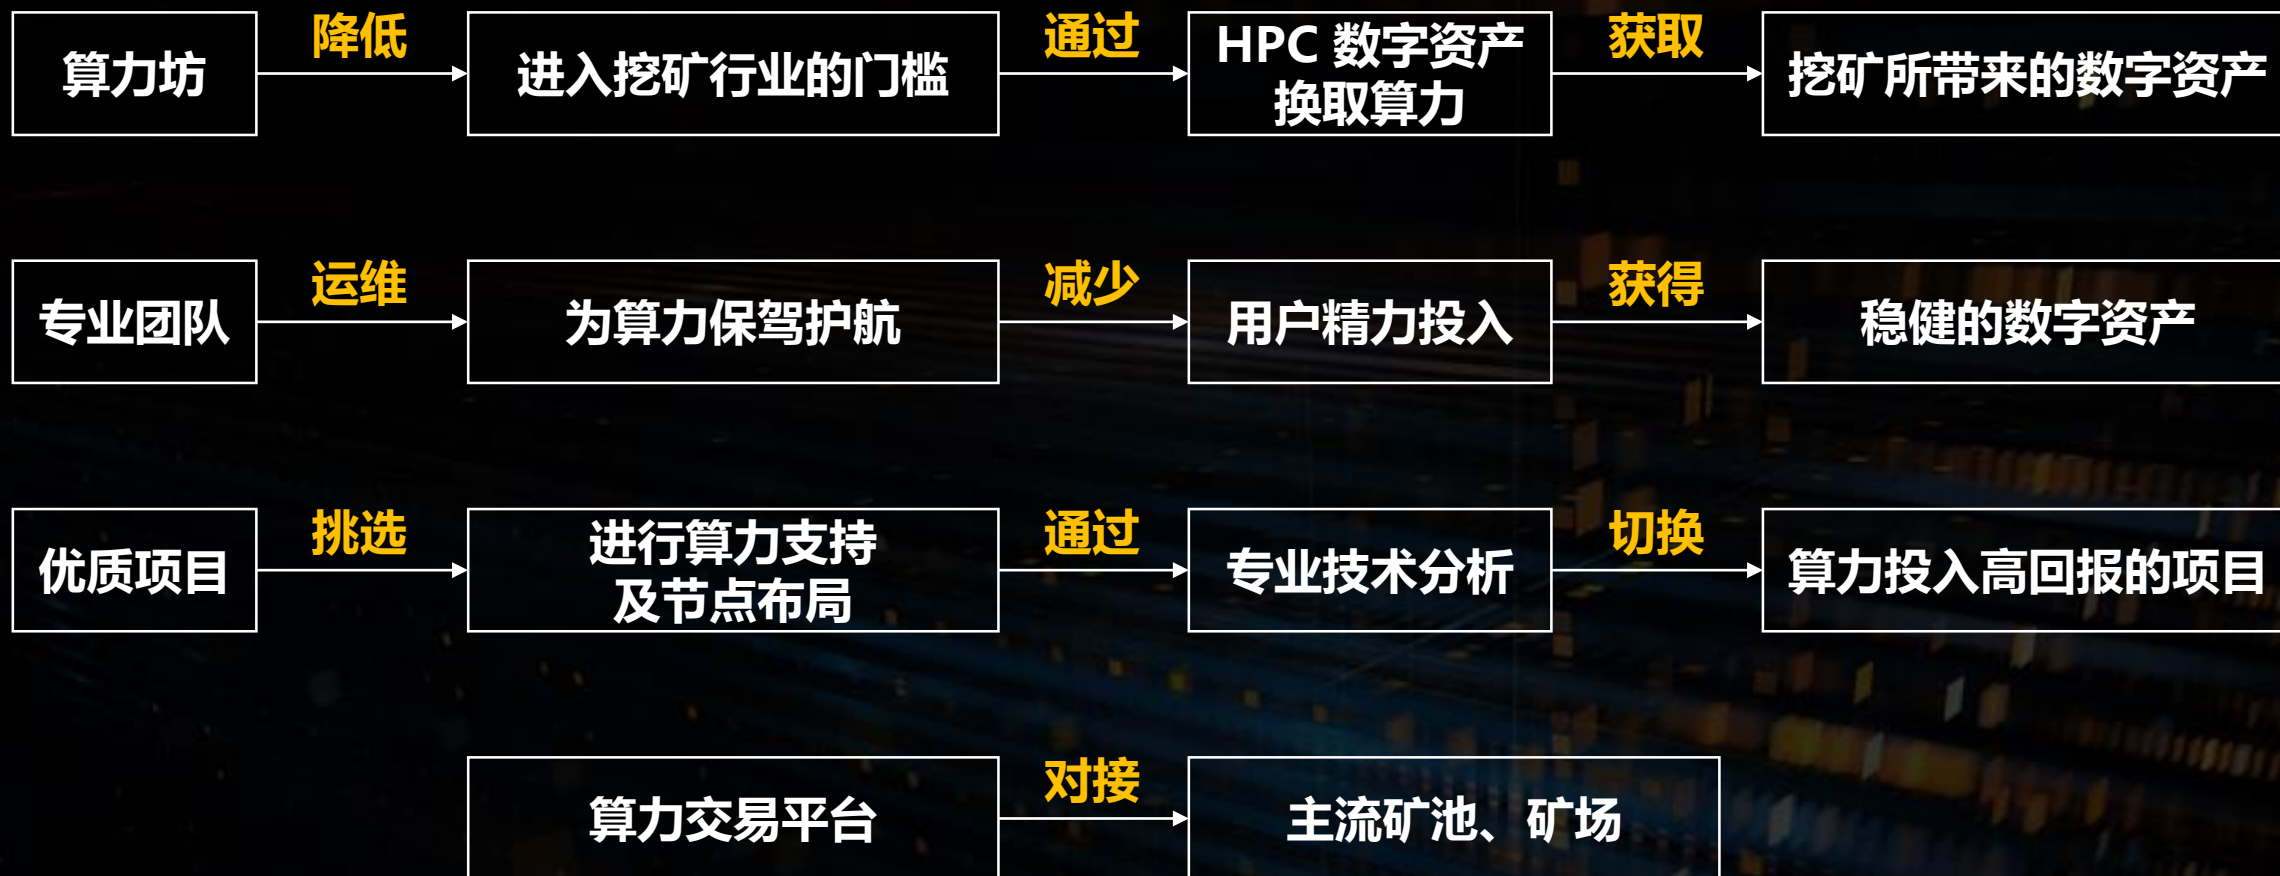 算力坊
降低
进入挖矿行业的门槛
通过
HPC 数字资产
换取算力
获取
挖矿所带来的数字资产
专业团队
运维
为算力保驾护航
减少
用户精力投入
获得
稳健的数字资产
优质项目
挑选
进行算力支持
及节点布局
通过
专业技术分析
切换
算力投入高回报的项目
算力交易平台
对接
主流矿池、矿场